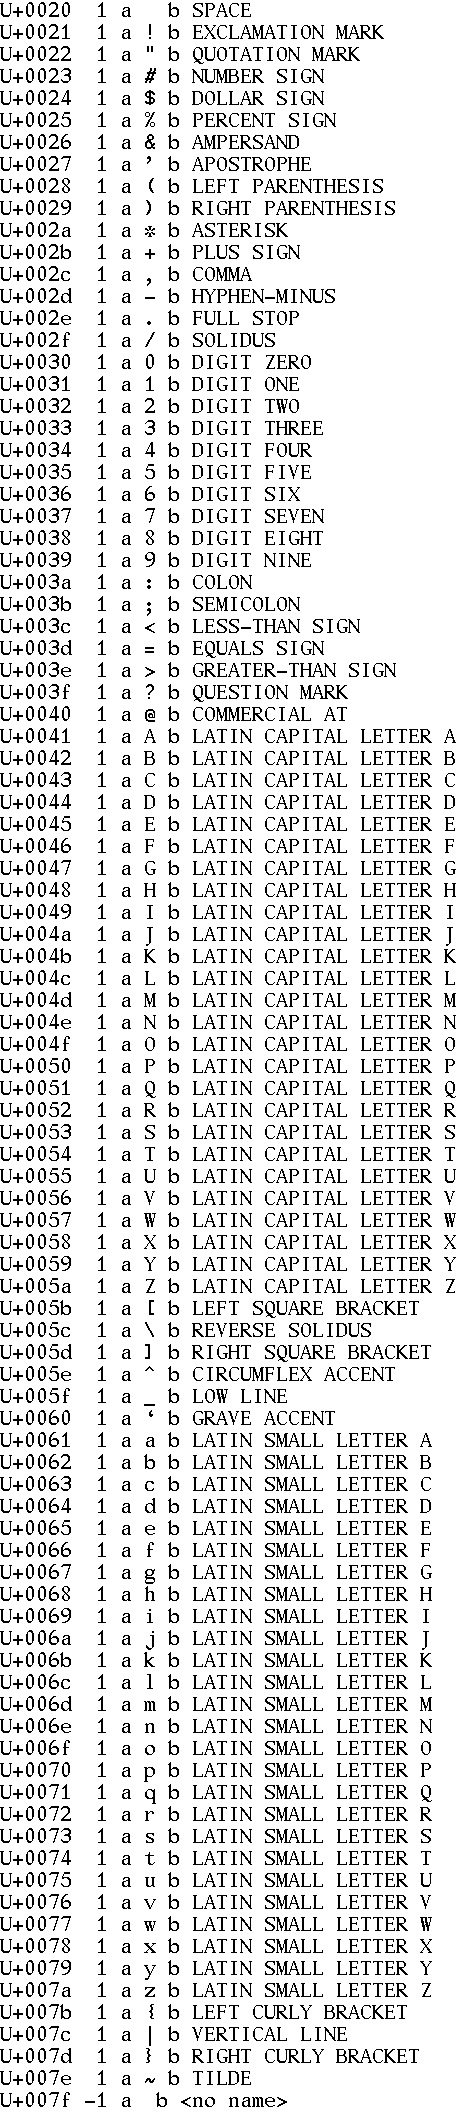 U+0020  1 a   b SPACE
U+0021  1 a ! b EXCLAMATION MARK
U+0022  1 a " b QUOTATION MARK
U+0023  1 a # b NUMBER SIGN
U+0024  1 a $ b DOLLAR SIGN
U+0025  1 a % b PERCENT SIGN
U+0026  1 a & b AMPERSAND
U+0027  1 a ’ b APOSTROPHE
U+0028  1 a ( b LEFT PARENTHESIS
U+0029  1 a ) b RIGHT PARENTHESIS
U+002a  1 a * b ASTERISK
U+002b  1 a + b PLUS SIGN
U+002c  1 a , b COMMA
U+002d  1 a - b HYPHEN-MINUS
U+002e  1 a . b FULL STOP
U+002f  1 a / b SOLIDUS
U+0030  1 a 0 b DIGIT ZERO
U+0031  1 a 1 b DIGIT ONE
U+0032  1 a 2 b DIGIT TWO
U+0033  1 a 3 b DIGIT THREE
U+0034  1 a 4 b DIGIT FOUR
U+0035  1 a 5 b DIGIT FIVE
U+0036  1 a 6 b DIGIT SIX
U+0037  1 a 7 b DIGIT SEVEN
U+0038  1 a 8 b DIGIT EIGHT
U+0039  1 a 9 b DIGIT NINE
U+003a  1 a : b COLON
U+003b  1 a ; b SEMICOLON
U+003c  1 a < b LESS-THAN SIGN
U+003d  1 a = b EQUALS SIGN
U+003e  1 a > b GREATER-THAN SIGN
U+003f  1 a ? b QUESTION MARK
U+0040  1 a @ b COMMERCIAL AT
U+0041  1 a A b LATIN CAPITAL LETTER A
U+0042  1 a B b LATIN CAPITAL LETTER B
U+0043  1 a C b LATIN CAPITAL LETTER C
U+0044  1 a D b LATIN CAPITAL LETTER D
U+0045  1 a E b LATIN CAPITAL LETTER E
U+0046  1 a F b LATIN CAPITAL LETTER F
U+0047  1 a G b LATIN CAPITAL LETTER G
U+0048  1 a H b LATIN CAPITAL LETTER H
U+0049  1 a I b LATIN CAPITAL LETTER I
U+004a  1 a J b LATIN CAPITAL LETTER J
U+004b  1 a K b LATIN CAPITAL LETTER K
U+004c  1 a L b LATIN CAPITAL LETTER L
U+004d  1 a M b LATIN CAPITAL LETTER M
U+004e  1 a N b LATIN CAPITAL LETTER N
U+004f  1 a O b LATIN CAPITAL LETTER O
U+0050  1 a P b LATIN CAPITAL LETTER P
U+0051  1 a Q b LATIN CAPITAL LETTER Q
U+0052  1 a R b LATIN CAPITAL LETTER R
U+0053  1 a S b LATIN CAPITAL LETTER S
U+0054  1 a T b LATIN CAPITAL LETTER T
U+0055  1 a U b LATIN CAPITAL LETTER U
U+0056  1 a V b LATIN CAPITAL LETTER V
U+0057  1 a W b LATIN CAPITAL LETTER W
U+0058  1 a X b LATIN CAPITAL LETTER X
U+0059  1 a Y b LATIN CAPITAL LETTER Y
U+005a  1 a Z b LATIN CAPITAL LETTER Z
U+005b  1 a [ b LEFT SQUARE BRACKET
U+005c  1 a \ b REVERSE SOLIDUS
U+005d  1 a ] b RIGHT SQUARE BRACKET
U+005e  1 a ^ b CIRCUMFLEX ACCENT
U+005f  1 a _ b LOW LINE
U+0060  1 a ‘ b GRAVE ACCENT
U+0061  1 a a b LATIN SMALL LETTER A
U+0062  1 a b b LATIN SMALL LETTER B
U+0063  1 a c b LATIN SMALL LETTER C
U+0064  1 a d b LATIN SMALL LETTER D
U+0065  1 a e b LATIN SMALL LETTER E
U+0066  1 a f b LATIN SMALL LETTER F
U+0067  1 a g b LATIN SMALL LETTER G
U+0068  1 a h b LATIN SMALL LETTER H
U+0069  1 a i b LATIN SMALL LETTER I
U+006a  1 a j b LATIN SMALL LETTER J
U+006b  1 a k b LATIN SMALL LETTER K
U+006c  1 a l b LATIN SMALL LETTER L
U+006d  1 a m b LATIN SMALL LETTER M
U+006e  1 a n b LATIN SMALL LETTER N
U+006f  1 a o b LATIN SMALL LETTER O
U+0070  1 a p b LATIN SMALL LETTER P
U+0071  1 a q b LATIN SMALL LETTER Q
U+0072  1 a r b LATIN SMALL LETTER R
U+0073  1 a s b LATIN SMALL LETTER S
U+0074  1 a t b LATIN SMALL LETTER T
U+0075  1 a u b LATIN SMALL LETTER U
U+0076  1 a v b LATIN SMALL LETTER V
U+0077  1 a w b LATIN SMALL LETTER W
U+0078  1 a x b LATIN SMALL LETTER X
U+0079  1 a y b LATIN SMALL LETTER Y
U+007a  1 a z b LATIN SMALL LETTER Z
U+007b  1 a { b LEFT CURLY BRACKET
U+007c  1 a | b VERTICAL LINE
U+007d  1 a } b RIGHT CURLY BRACKET
U+007e  1 a ~ b TILDE
U+007f -1 a  b <no name>